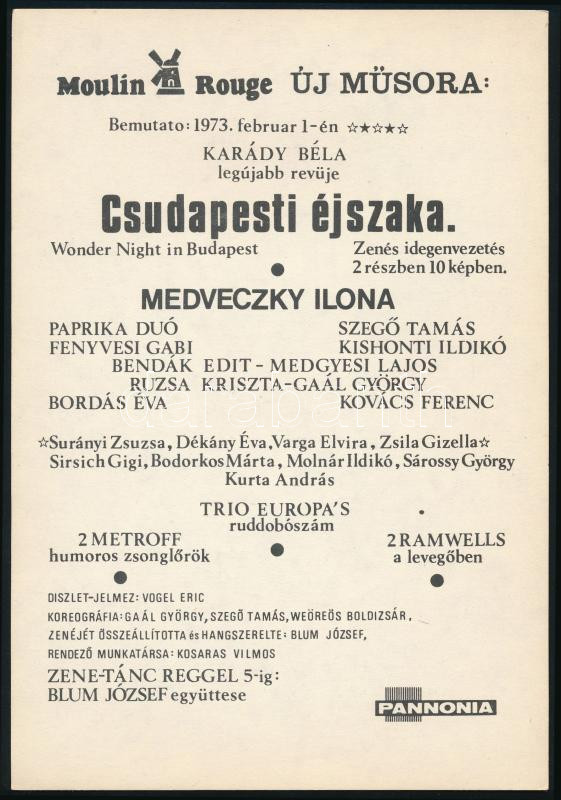 Moulin Rouge ÚJ MŰSORA:
Bemutato: 1973. februar 1-én ☆★☆★☆
KARÁDY BÉLA
legújabb revüje
Csudapesti éjszaka.
Wonder Night in Budapest
Zenés idegenvezetés
2 részben 10 képben.
MEDVECZKY ILONA
PAPRIKA DUÓ SZEGŐ TAMÁS
FENYVESI GABI KISHONTI ILDIKÓ
BENDÁK EDIT - MEDGYESI LAJOS
RUZSA KRISZTA-GAÁL GYÖRGY
BORDÁS ÉVA KOVÁCS FERENC
darabanth
☆Surányi Zsuzsa, Dékány Éva, Varga Elvira, Zsila Gizella☆
Sirsich Gigi, Bodorkos Márta, Molnár Ildikó, Sárossy György
Kurta András
TRIO EUROPA'S
ruddobószám
2 METROFF
humoros zsonglőrök
2 RAMWELLS
a levegőben
DISZLET-JELMEZ: VOGEL ERIC
KOREOGRÁFIA: GAÁL GYÖRGY, SZEGŐ TAMÁS, WEÖREÖS BOLDIZSÁR,
ZENÉJÉT ÖSSZEÁLLÍTOTTA és HANGSZERELTE: BLUM JÓZSEF,
RENDEZŐ MUNKATÁRSA: KOSARAS VILMOS
ZENE-TÁNC REGGEL 5-ig:
BLUM JÓZSEF együttese
PANNONIA